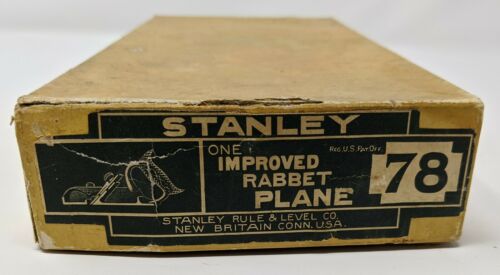 STANLEY
ONE
REG. U.S. PAT OFF.
IMPROVED
RABBET
PLANE
78
STANLEY RULE & LEVEL CO.
NEW BRITAIN CONN. U.S.A.